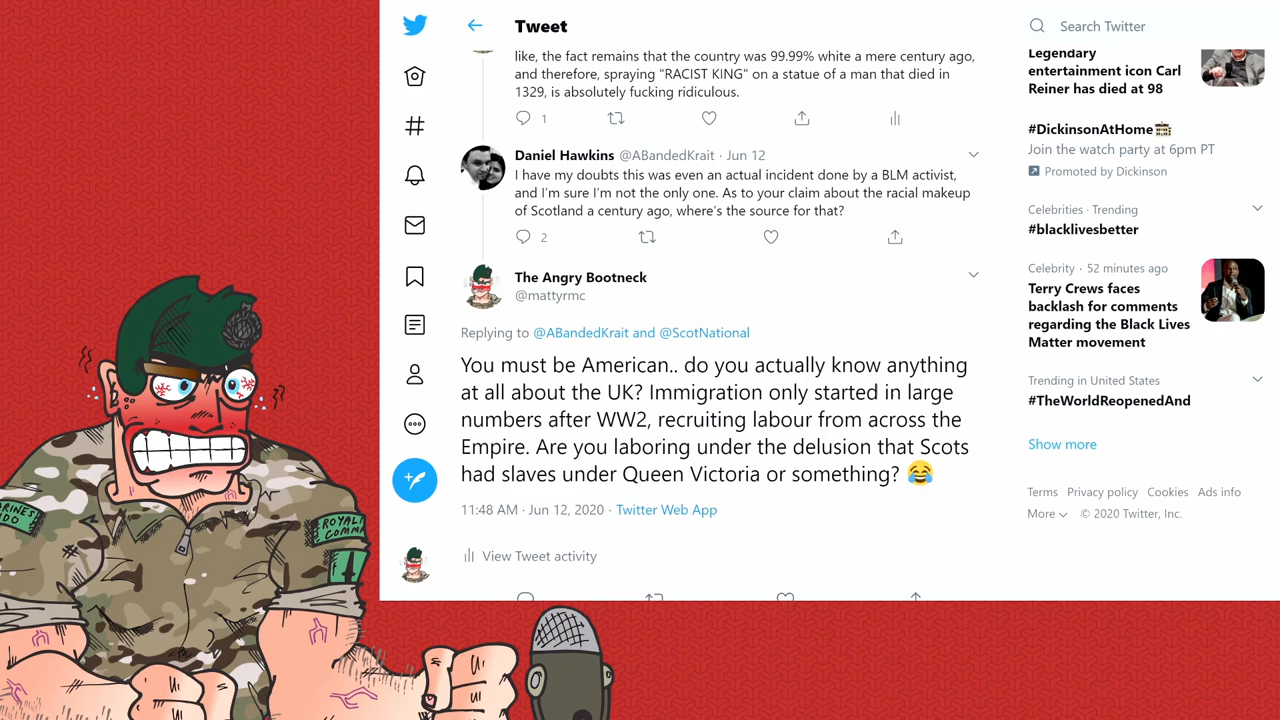 Tweet
like, the fact remains that the country was 99.99% white a mere century ago,
and therefore, spraying "RACIST KING" on a statue of a man that died in
1329, is absolutely fucking ridiculous.
1
Daniel Hawkins @ABandedKrait · Jun 12
I have my doubts this was even an actual incident done by a BLM activist,
and I'm sure I'm not the only one. As to your claim about the racial makeup
of Scotland a century ago, where's the source for that?
2
The Angry Bootneck
@mattyrmc
Replying to @ABandedKrait and @ScotNational
You must be American.. do you actually know anything
at all about the UK? Immigration only started in large
numbers after WW2, recruiting labour from across the
Empire. Are you laboring under the delusion that Scots
had slaves under Queen Victoria or something? 😂
11:48 AM · Jun 12, 2020 · Twitter Web App
View Tweet activity
Search Twitter
Legendary
entertainment icon Carl
Reiner has died at 98
#DickinsonAtHome
Join the watch party at 6pm PT
Promoted by Dickinson
Celebrities · Trending
#blacklivesbetter
Celebrity · 52 minutes ago
Terry Crews faces
backlash for comments
regarding the Black Lives
Matter movement
Trending in United States
#TheWorldReopenedAnd
Show more
Terms Privacy policy Cookies Ads info
More © 2020 Twitter, Inc.
ARINES
NDO
ROYAL
COMMA